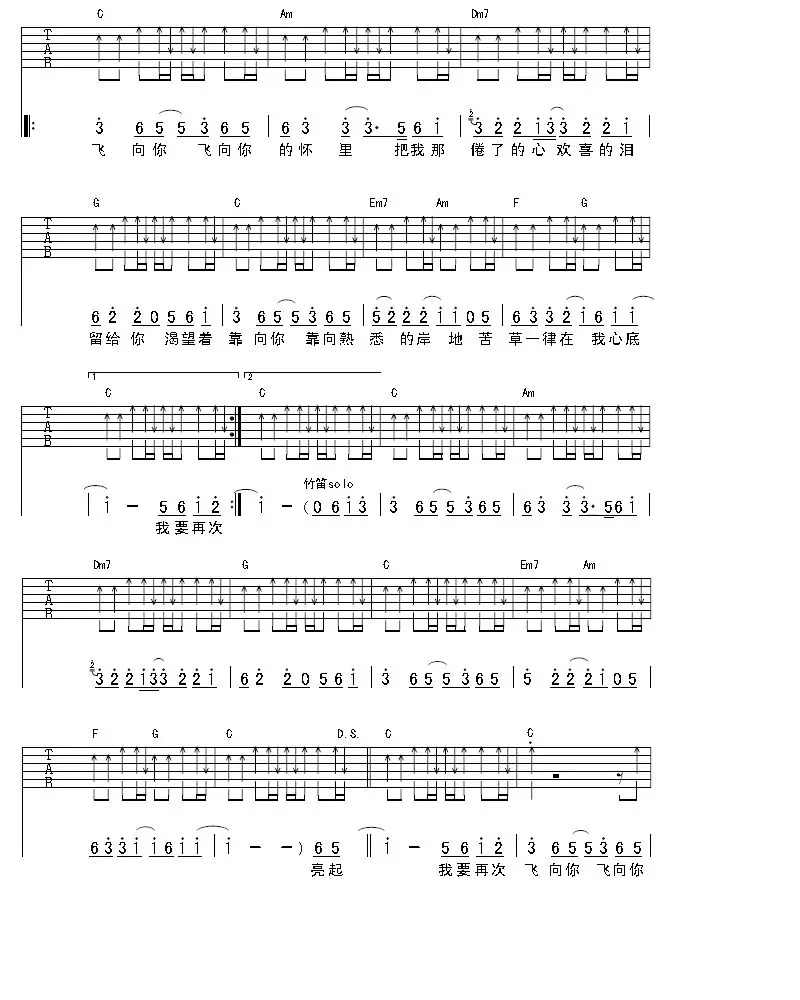 C Am Dm7
T A B
3 6 5 5 3 6 5 | 6 3 3 3· 5 6 i | 2 3 2 2 i 3 3 2 2 i |
飞 向你 飞向你 的怀 里 把我那 倦了的心欢喜的泪
G C Em7 Am F G
T A B
6 2 2 0 5 6 i | 3 6 5 5 3 6 5 | 5 2 2 2 i i 0 5 | 6 3 3 2 i 6 i i
留给你 渴望着 靠 向你 靠向熟 悉 的岸 地 苦 草一律在 我心底
1 2
C C C Am
T A B
竹笛solo
| i - 5 6 i 2 :| i - (0 6 i 3 | 3 6 5 5 3 6 5 | 6 3 3 3· 5 6 i |
我要再次
Dm7 G C Em7 Am
T A B
2 3 2 2 i 3 3 2 2 i | 6 2 2 0 5 6 i | 3 6 5 5 3 6 5 | 5 2 2 2 i 0 5 |
F G C D.S. C C
T A B
6 3 3 i i 6 i i | i - - ) 6 5 || i - 5 6 i 2 | 3 6 5 5 3 6 5 |
亮起 我要再次 飞 向你 飞向你